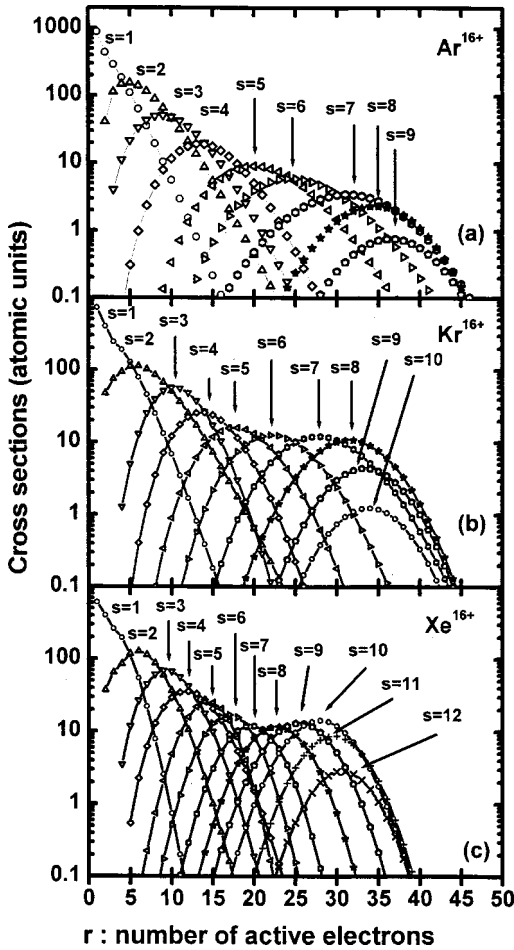 Cross sections (atomic units)
1000
100
10
1
0.1
Ar16+
s=1
s=2
s=3
s=4
s=5
s=6
s=7
s=8
s=9
(a)
100
10
1
0.1
Kr16+
s=1
s=2
s=3
s=4
s=5
s=6
s=7
s=8
s=9
s=10
(b)
100
10
1
0.1
Xe16+
s=1
s=2
s=3
s=4
s=5
s=6
s=7
s=8
s=9
s=10
s=11
s=12
(c)
0 5 10 15 20 25 30 35 40 45 50
r : number of active electrons